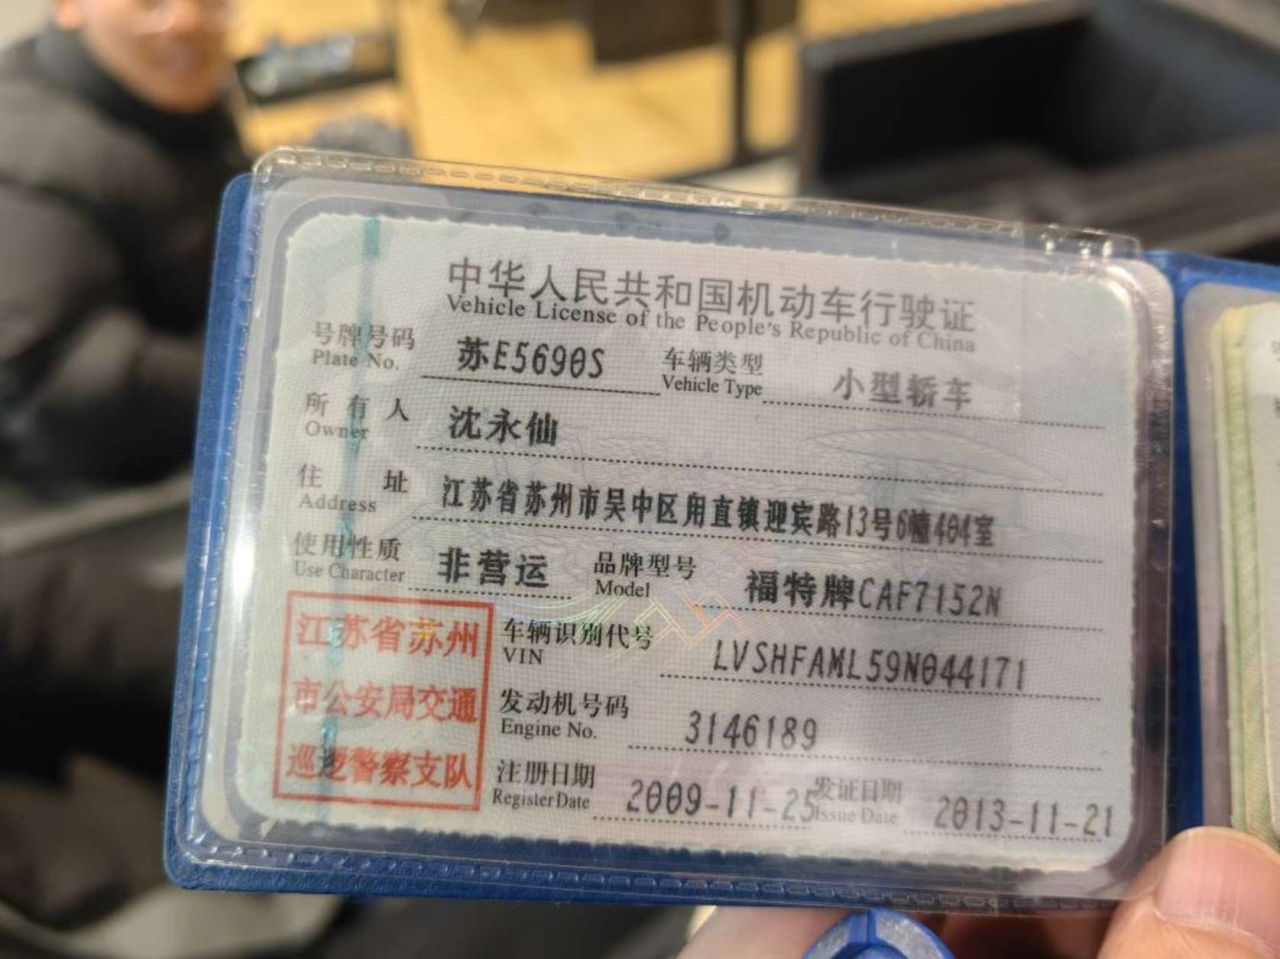 中华人民共和国机动车行驶证
Vehicle License of the People's Republic of China
号牌号码 苏E5690S 车辆类型 小型轿车
Plate No. Vehicle Type
所有人 沈永仙
Owner
住址 江苏省苏州市吴中区甪直镇迎宾路13号6幢404室
Address
使用性质 非营运 品牌型号 福特牌CAF7152N
Use Character Model
江苏省苏州
市公安局交通
巡逻警察支队
车辆识别代号 LVSHFAML59N044171
VIN
发动机号码 3146189
Engine No.
注册日期 2009-11-25 发证日期 2013-11-21
Register Date Issue Date